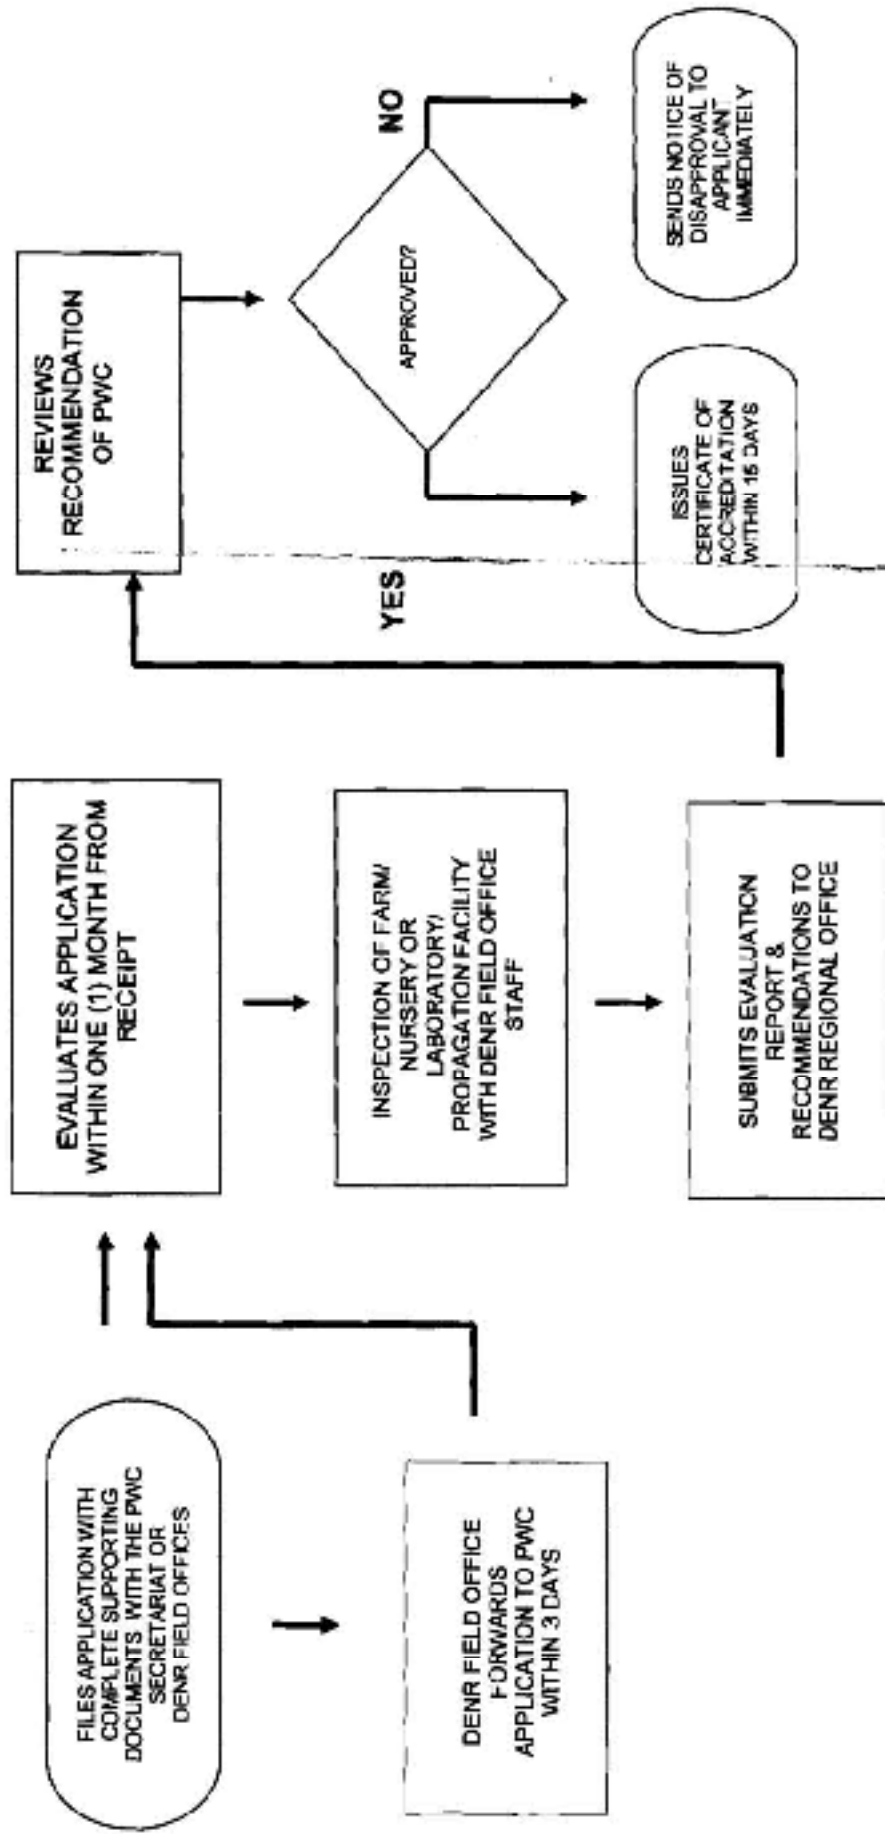 FILES APPLICATION WITH
COMPLETE SUPPORTING
DOCUMENTS WITH THE PWC
SECRETARIAT OR
DENR FIELD OFFICES
DENR FIELD OFFICE
FORWARDS
APPLICATION TO PWC
WITHIN 3 DAYS
EVALUATES APPLICATION
WITHIN ONE (1) MONTH FROM
RECEIPT
INSPECTION OF FARM/
NURSERY OR
LABORATORY/
PROPAGATION FACILITY
WITH DENR FIELD OFFICE
STAFF
SUBMITS EVALUATION
REPORT &
RECOMMENDATIONS TO
DENR REGIONAL OFFICE
REVIEWS
RECOMMENDATION
OF PWC
APPROVED?
YES
NO
ISSUES
CERTIFICATE OF
ACCREDITATION
WITHIN 15 DAYS
SENDS NOTICE OF
DISAPPROVAL TO
APPLICANT
IMMEDIATELY